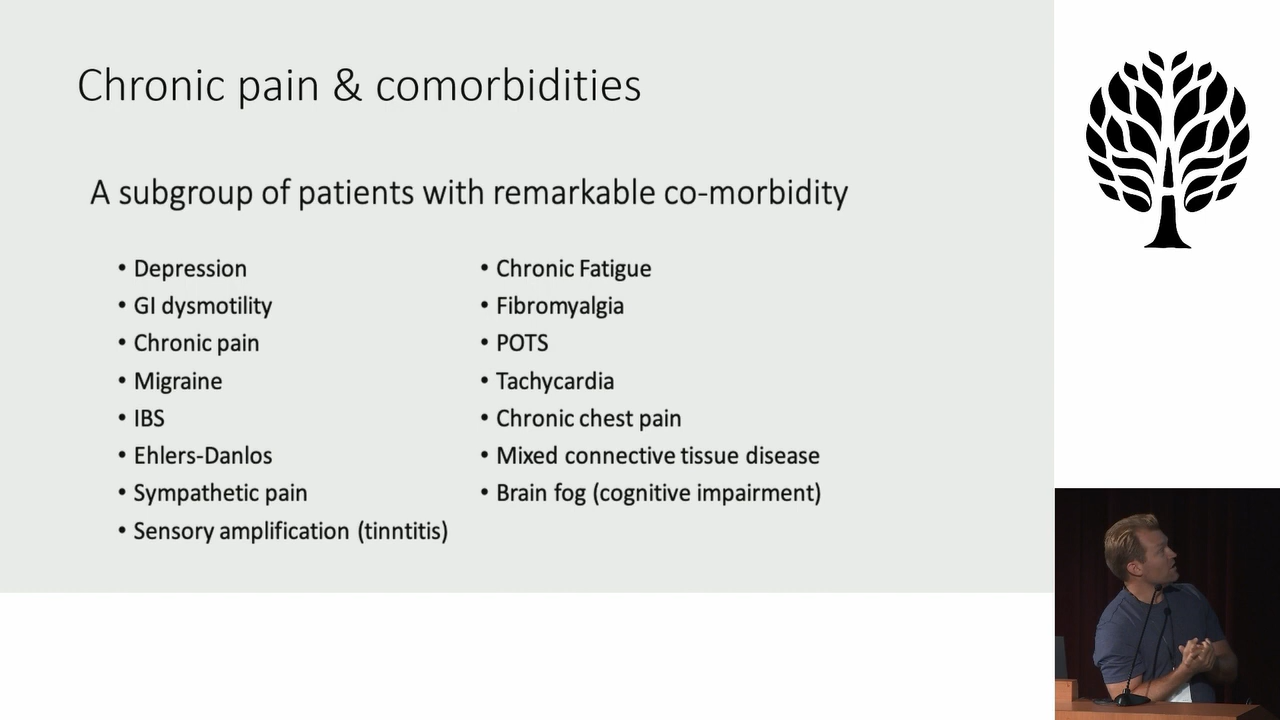 Chronic pain & comorbidities
A subgroup of patients with remarkable co-morbidity
• Depression
• GI dysmotility
• Chronic pain
• Migraine
• IBS
• Ehlers-Danlos
• Sympathetic pain
• Sensory amplification (tinntitis)
• Chronic Fatigue
• Fibromyalgia
• POTS
• Tachycardia
• Chronic chest pain
• Mixed connective tissue disease
• Brain fog (cognitive impairment)